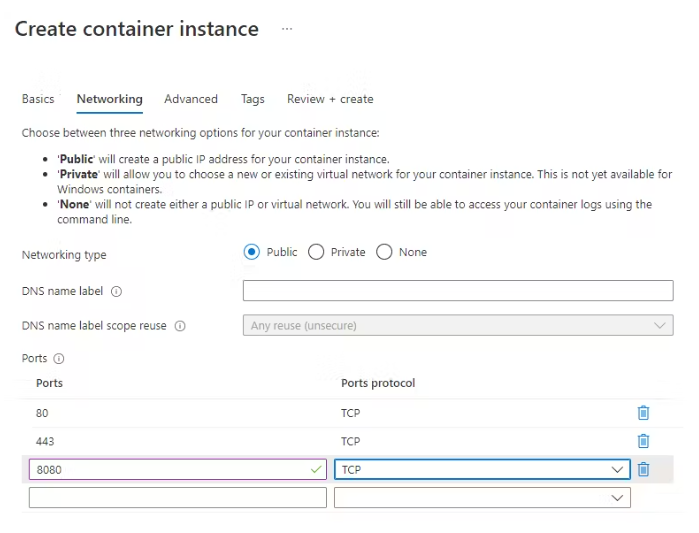 Create container instance ...
Basics Networking Advanced Tags Review + create
Choose between three networking options for your container instance:
• 'Public' will create a public IP address for your container instance.
• 'Private' will allow you to choose a new or existing virtual network for your container instance. This is not yet available for
Windows containers.
• 'None' will not create either a public IP or virtual network. You will still be able to access your container logs using the
command line.
Networking type Public Private None
DNS name label
DNS name label scope reuse Any reuse (unsecure)
Ports
Ports Ports protocol
80 TCP
443 TCP
8080 TCP